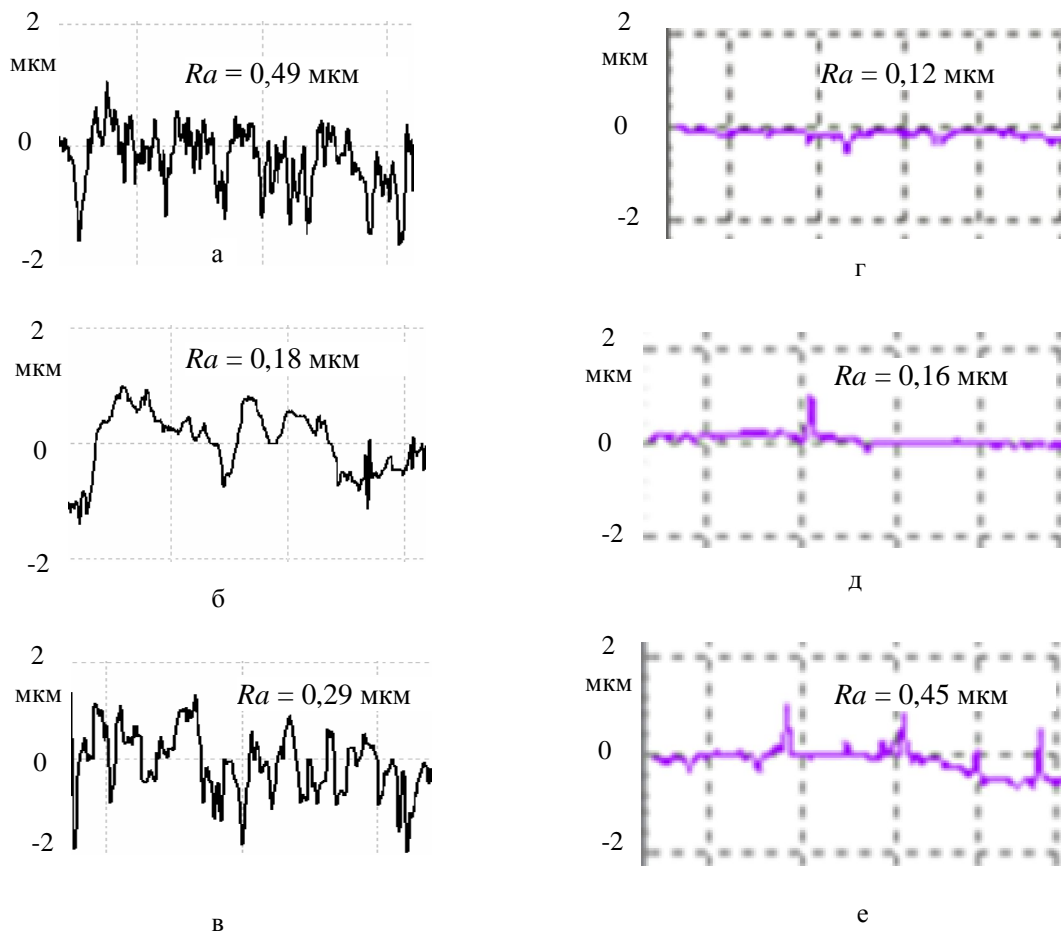 2
мкм
Ra = 0,49 мкм
0
-2
а
2
мкм
Ra = 0,18 мкм
0
-2
б
2
мкм
Ra = 0,29 мкм
0
-2
в
2
мкм
Ra = 0,12 мкм
0
-2
г
2
мкм
Ra = 0,16 мкм
0
-2
д
2
мкм
Ra = 0,45 мкм
0
-2
е